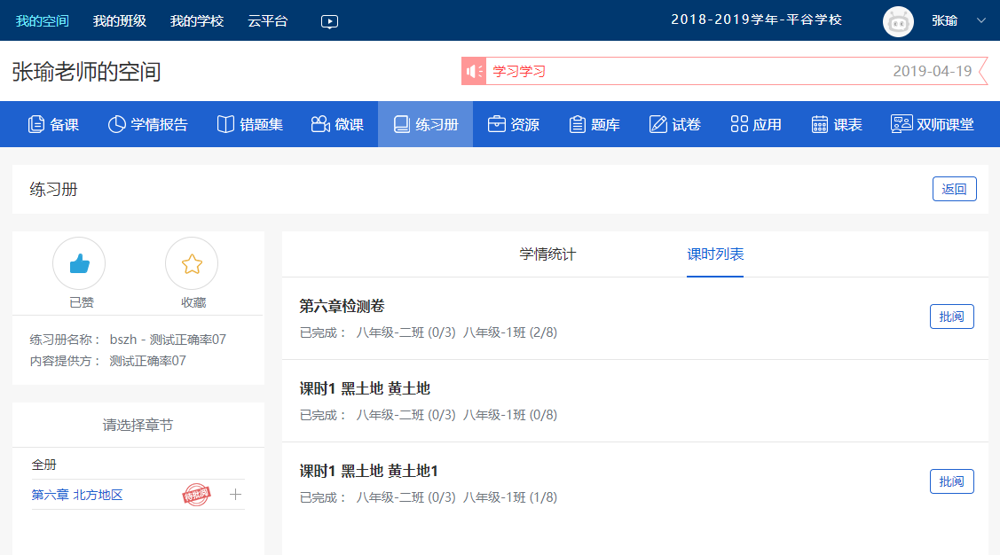 我的空间 我的班级 我的学校 云平台 2018-2019学年-平谷学校 张瑜
张瑜老师的空间 学习学习 2019-04-19
备课 学情报告 错题集 微课 练习册 资源 题库 试卷 应用 课表 双师课堂
练习册 返回
已赞 收藏
练习册名称： bszh - 测试正确率07
内容提供方： 测试正确率07
请选择章节
全册
第六章 北方地区 待批阅
学情统计 课时列表
第六章检测卷
已完成： 八年级-二班 (0/3) 八年级-1班 (2/8) 批阅
课时1 黑土地 黄土地
已完成： 八年级-二班 (0/3) 八年级-1班 (0/8)
课时1 黑土地 黄土地1
已完成： 八年级-二班 (0/3) 八年级-1班 (1/8) 批阅